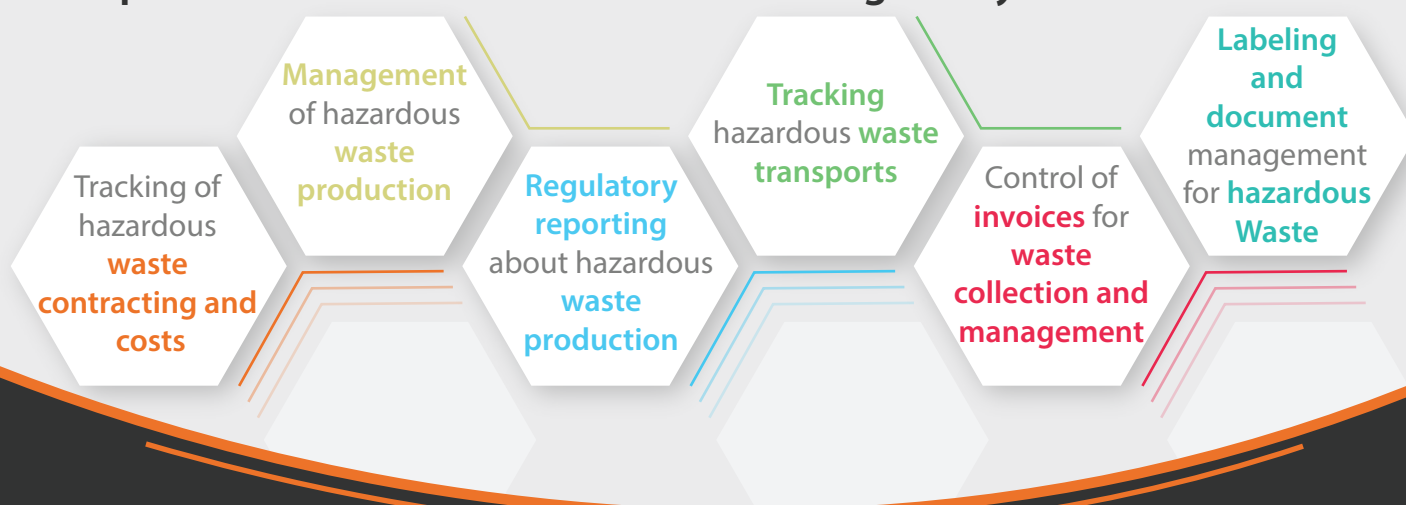 Tracking of
hazardous
waste
contracting and
costs
Management
of hazardous
waste
production
Regulatory
reporting
about hazardous
waste
production
Tracking
hazardous waste
transports
Control of
invoices for
waste
collection and
management
Labeling
and
document
management
for hazardous
Waste